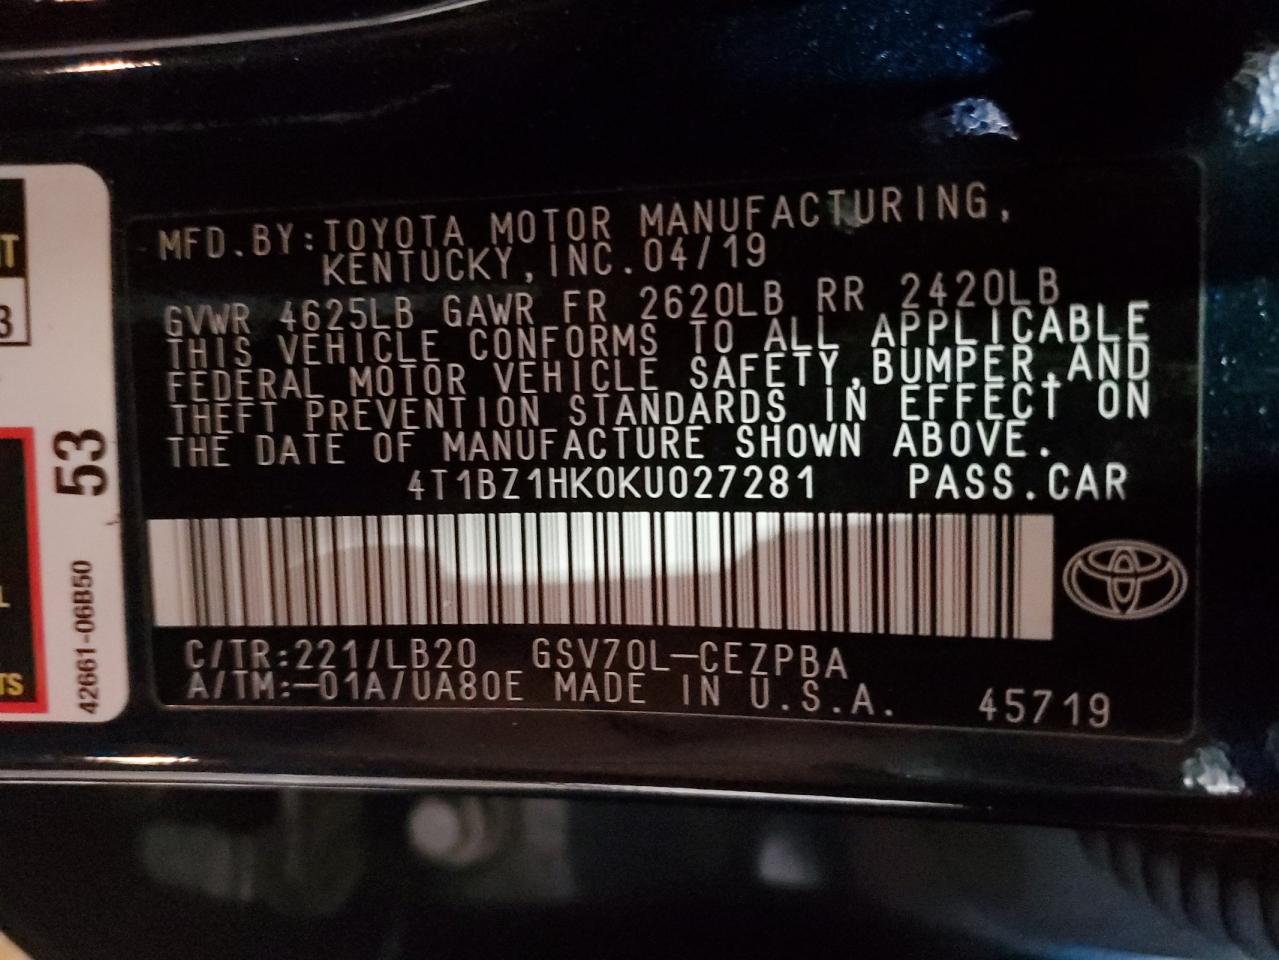 MFD.BY:TOYOTA MOTOR MANUFACTURING,
KENTUCKY,INC.04/19
GVWR 4625LB GAWR FR 2620LB RR 2420LB
THIS VEHICLE CONFORMS TO ALL APPLICABLE
FEDERAL MOTOR VEHICLE SAFETY,BUMPER,AND
THEFT PREVENTION STANDARDS IN EFFECT ON
THE DATE OF MANUFACTURE SHOWN ABOVE.
4T1BZ1HK0KU027281 PASS.CAR
C/TR:221/LB20 GSV70L-CEZPBA
A/TM:-01A/UA80E MADE IN U.S.A. 45719
53
42661-06B50